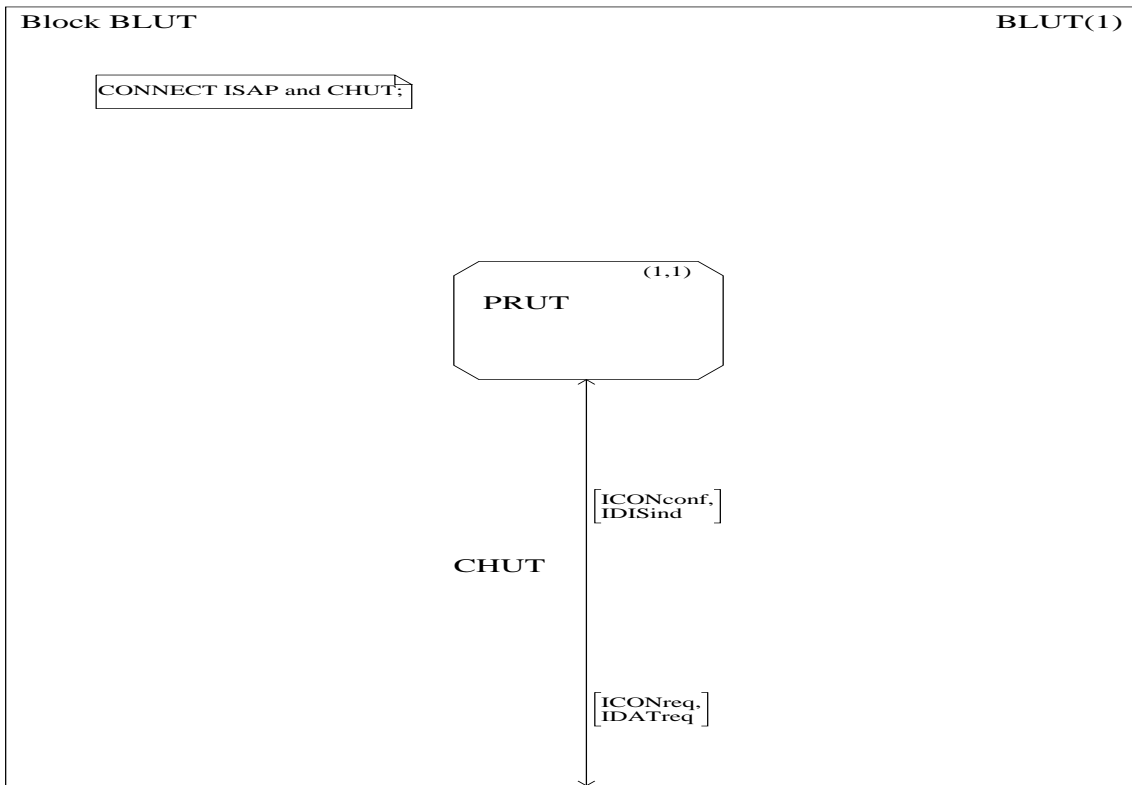 Block BLUT
BLUT(1)
CONNECT ISAP and CHUT;
(1,1)
PRUT
[ICONconf,
IDISind]
CHUT
[ICONreq,
IDATreq]